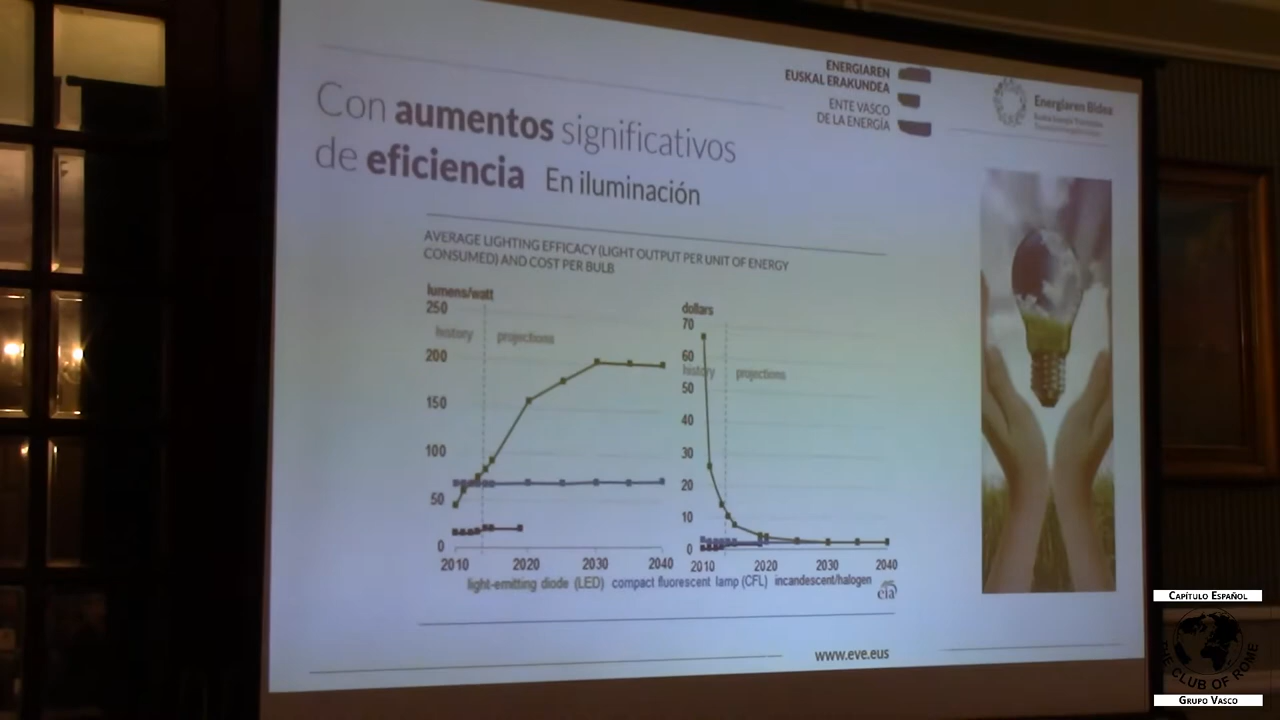 ENERGIAREN
EUSKAL ERAKUNDEA
ENTE VASCO
DE LA ENERGÍA
Energiaren Bidea
Con aumentos significativos
de eficiencia En iluminación
AVERAGE LIGHTING EFFICACY (LIGHT OUTPUT PER UNIT OF ENERGY
CONSUMED) AND COST PER BULB
lumens/watt
250
history projections
200
150
100
50
0
2010 2020 2030 2040
dollars
70
60
history projections
50
40
30
20
10
0
2010 2020 2030 2040
light-emitting diode (LED) compact fluorescent lamp (CFL) incandescent/halogen
eia
www.eve.eus
CAPÍTULO ESPAÑOL
THE CLUB OF ROME
GRUPO VASCO